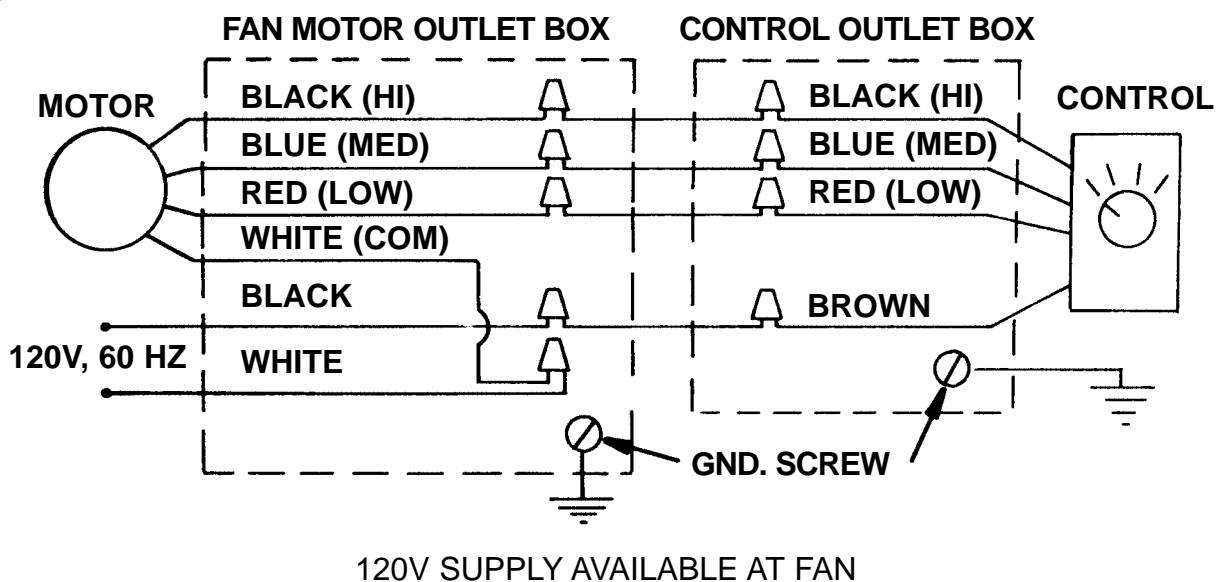 FAN MOTOR OUTLET BOX
CONTROL OUTLET BOX
MOTOR
BLACK (HI)
BLACK (HI)
CONTROL
BLUE (MED)
BLUE (MED)
RED (LOW)
RED (LOW)
WHITE (COM)
BLACK
BROWN
120V, 60 HZ
WHITE
GND. SCREW
120V SUPPLY AVAILABLE AT FAN